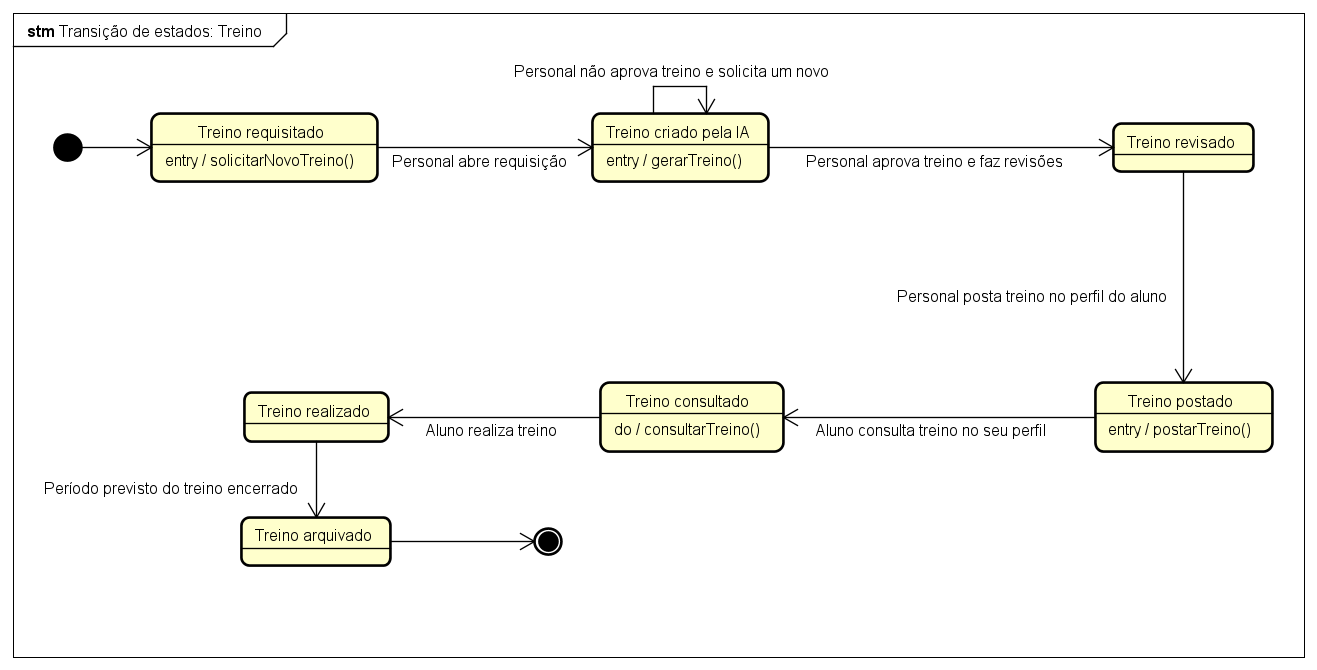 stm Transição de estados: Treino
Personal não aprova treino e solicita um novo
Treino requisitado
entry / solicitarNovoTreino()
Personal abre requisição
Treino criado pela IA
entry / gerarTreino()
Personal aprova treino e faz revisões
Treino revisado
Personal posta treino no perfil do aluno
Treino postado
entry / postarTreino()
Aluno consulta treino no seu perfil
Treino consultado
do / consultarTreino()
Aluno realiza treino
Treino realizado
Período previsto do treino encerrado
Treino arquivado